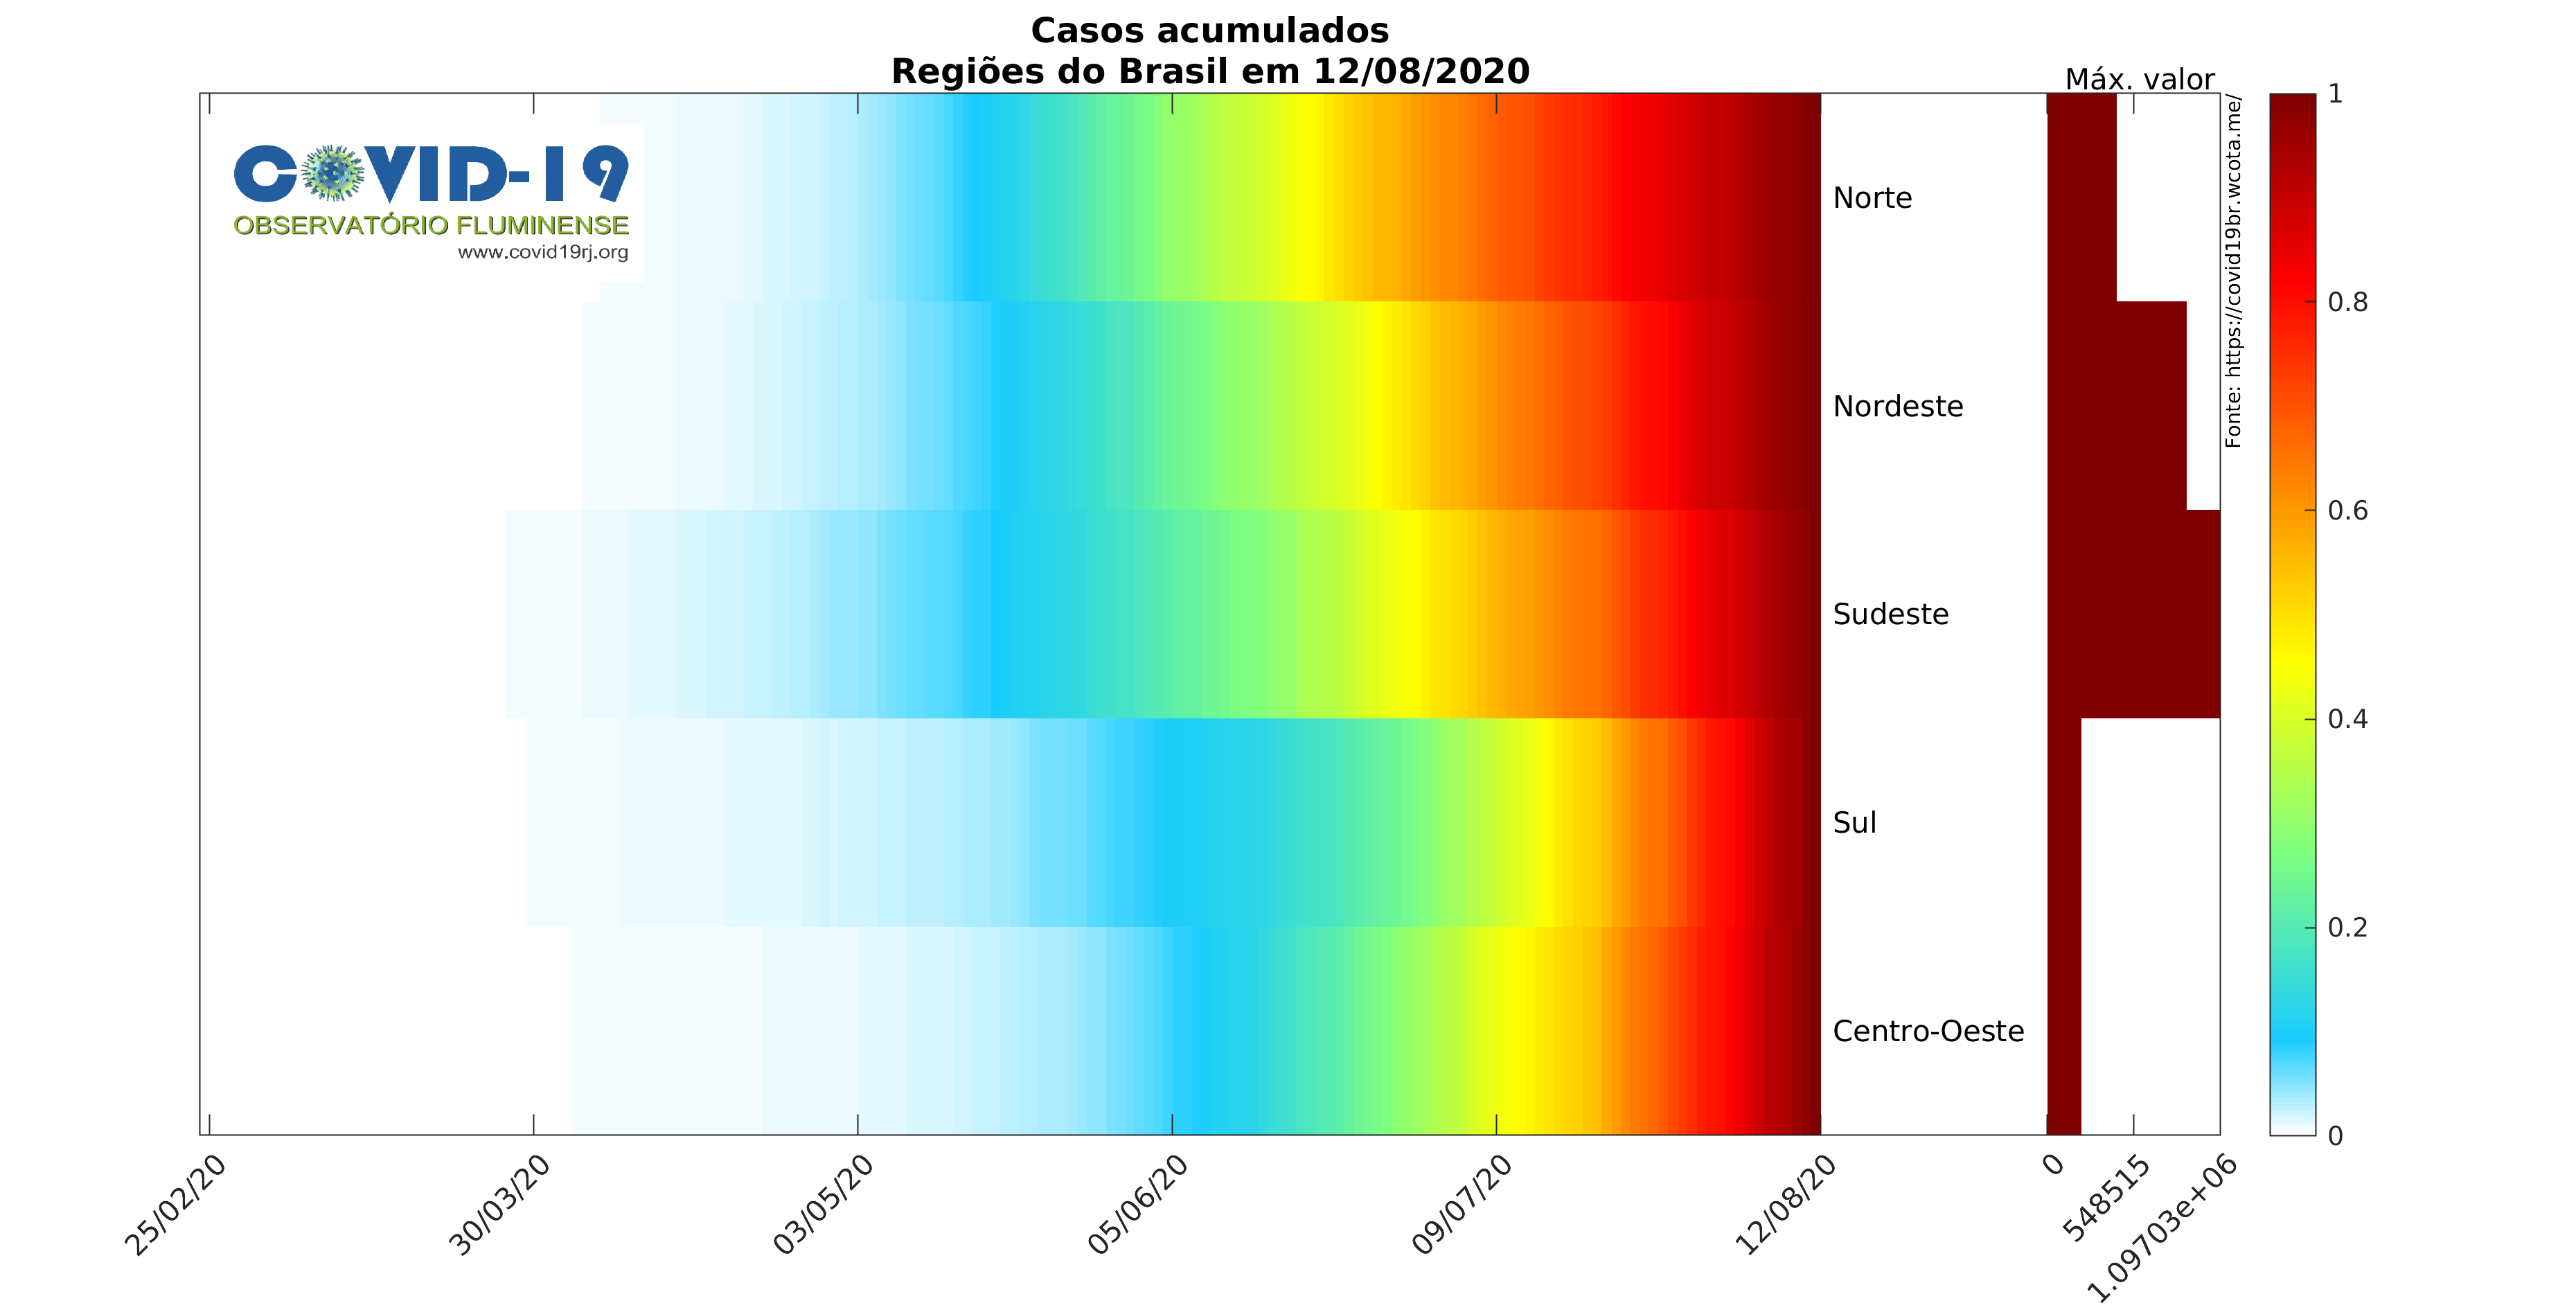 Casos acumulados
Regiões do Brasil em 12/08/2020
Máx. valor
COVID-19
OBSERVATÓRIO FLUMINENSE
www.covid19rj.org
Norte
Nordeste
Sudeste
Sul
Centro-Oeste
Fonte: https://covid19br.wcota.me/
1
0.8
0.6
0.4
0.2
0
25/02/20
30/03/20
03/05/20
05/06/20
09/07/20
12/08/20
0
548515
1.09703e+06